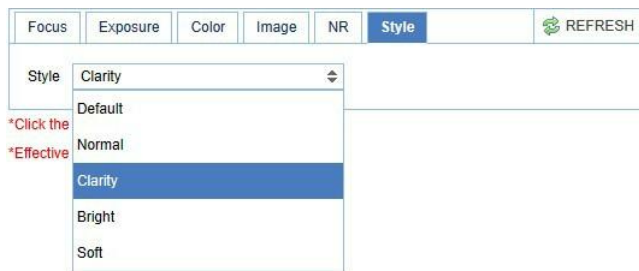 Focus Exposure Color Image NR Style REFRESH
Style Clarity
Default
*Click the
Normal
*Effective
Clarity
Bright
Soft